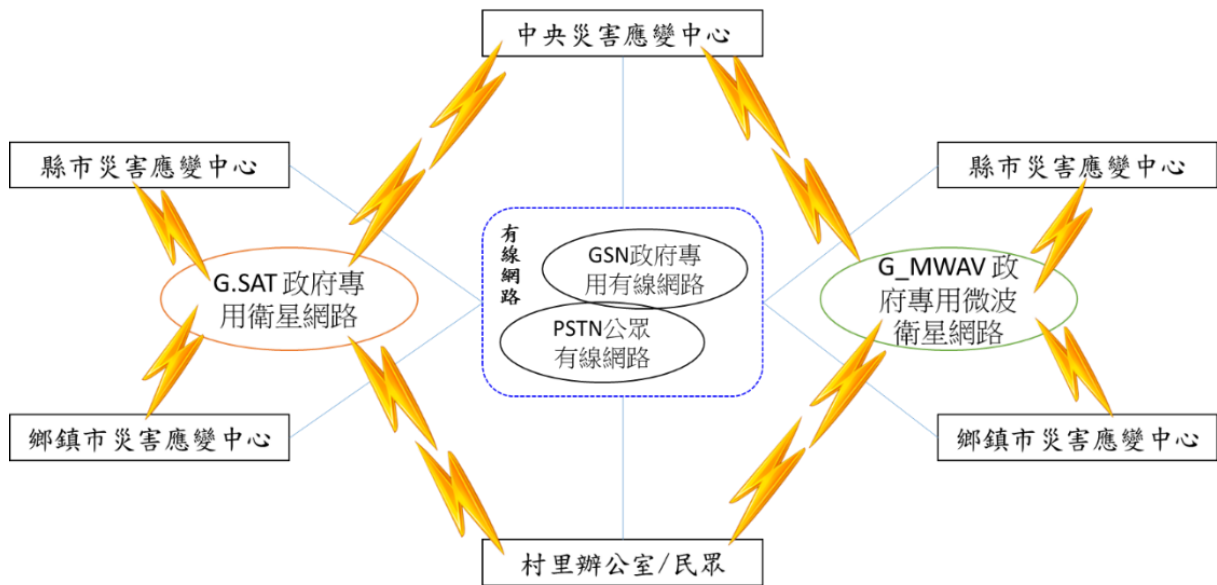 中央災害應變中心
縣市災害應變中心
縣市災害應變中心
有線網路
GSN政府專
用有線網路
PSTN公眾
有線網路
G.SAT 政府專
用衛星網路
G_MWAV 政
府專用微波
衛星網路
鄉鎮市災害應變中心
鄉鎮市災害應變中心
村里辦公室/民眾